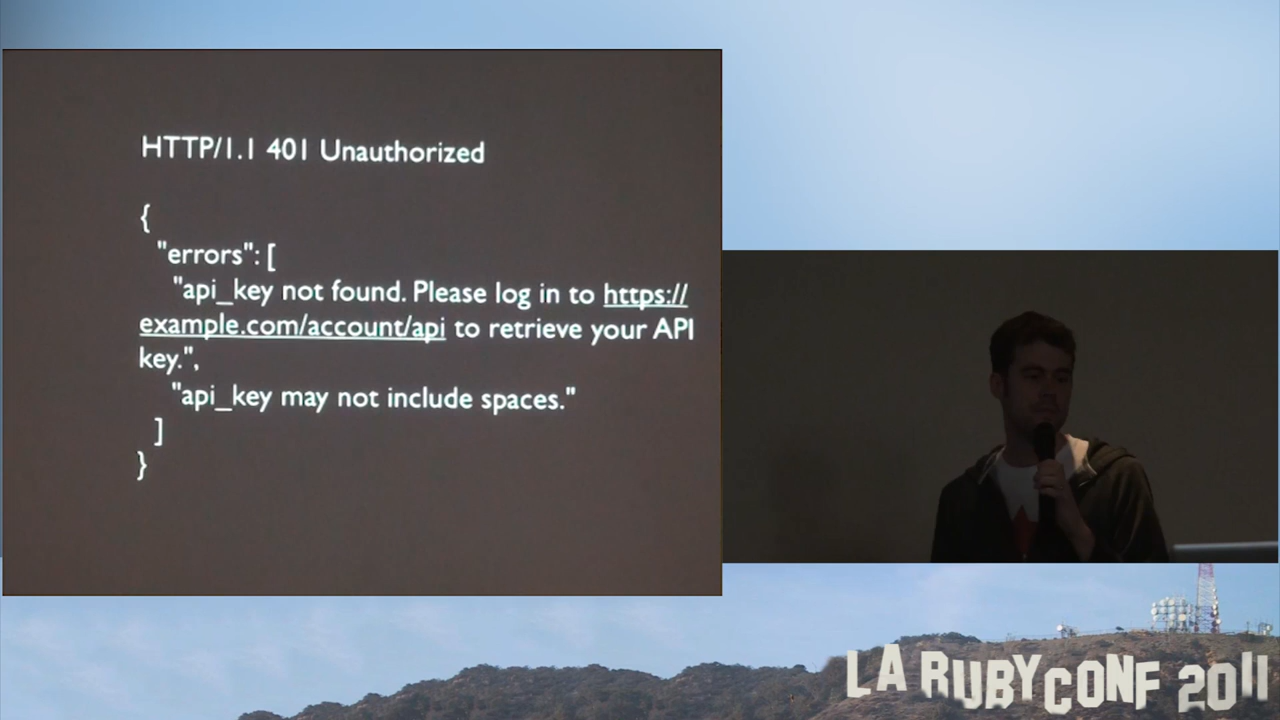 HTTP/1.1 401 Unauthorized
{
"errors": [
"api_key not found. Please log in to https://
example.com/account/api to retrieve your API
key.",
"api_key may not include spaces."
]
}
LA RUBYCONF 2011